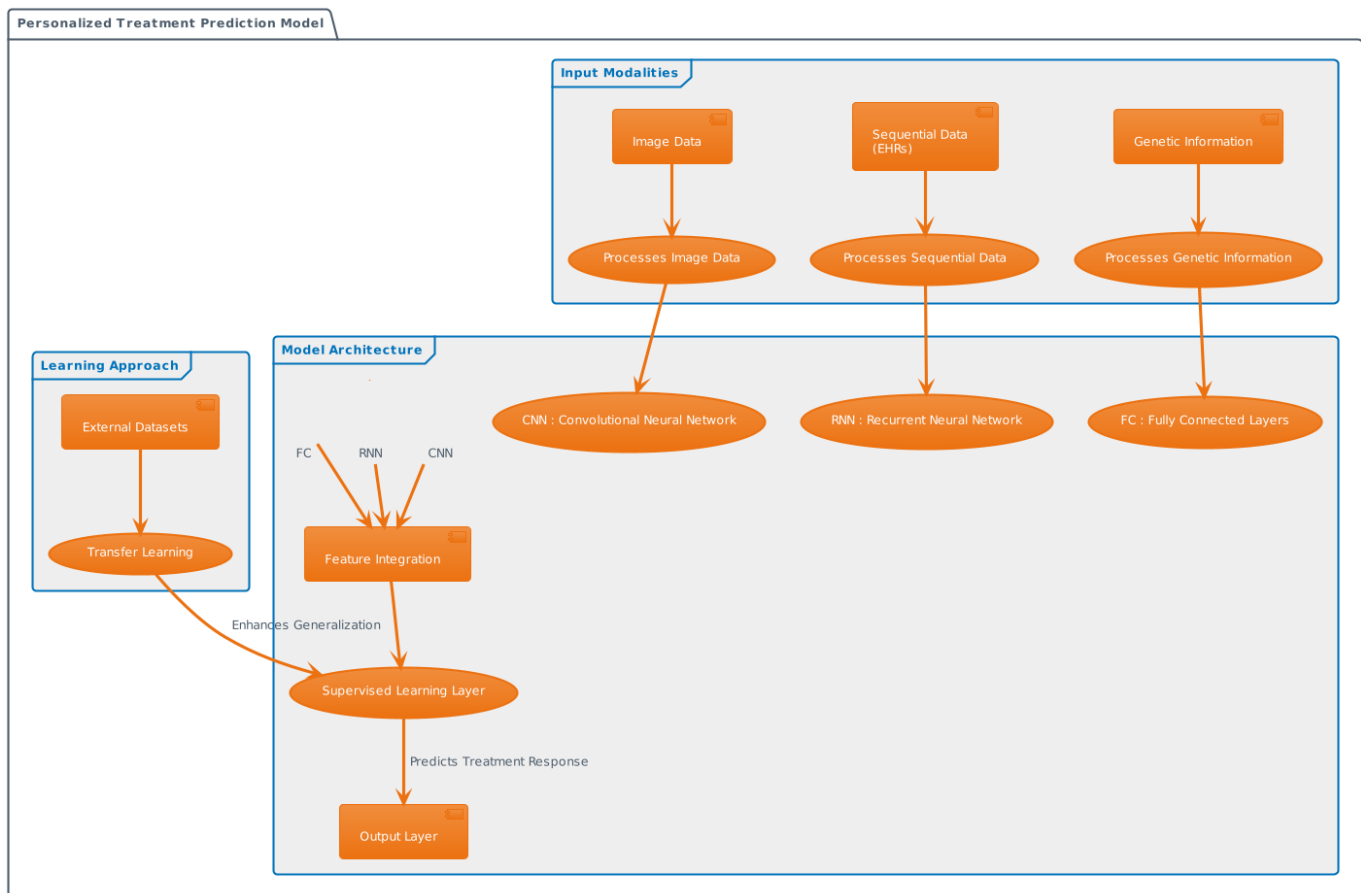 Personalized Treatment Prediction Model
Input Modalities
Image Data
Sequential Data
(EHRs)
Genetic Information
Processes Image Data
Processes Sequential Data
Processes Genetic Information
Learning Approach
External Datasets
Transfer Learning
Model Architecture
CNN : Convolutional Neural Network
RNN : Recurrent Neural Network
FC : Fully Connected Layers
FC
RNN
CNN
Feature Integration
Enhances Generalization
Supervised Learning Layer
Predicts Treatment Response
Output Layer